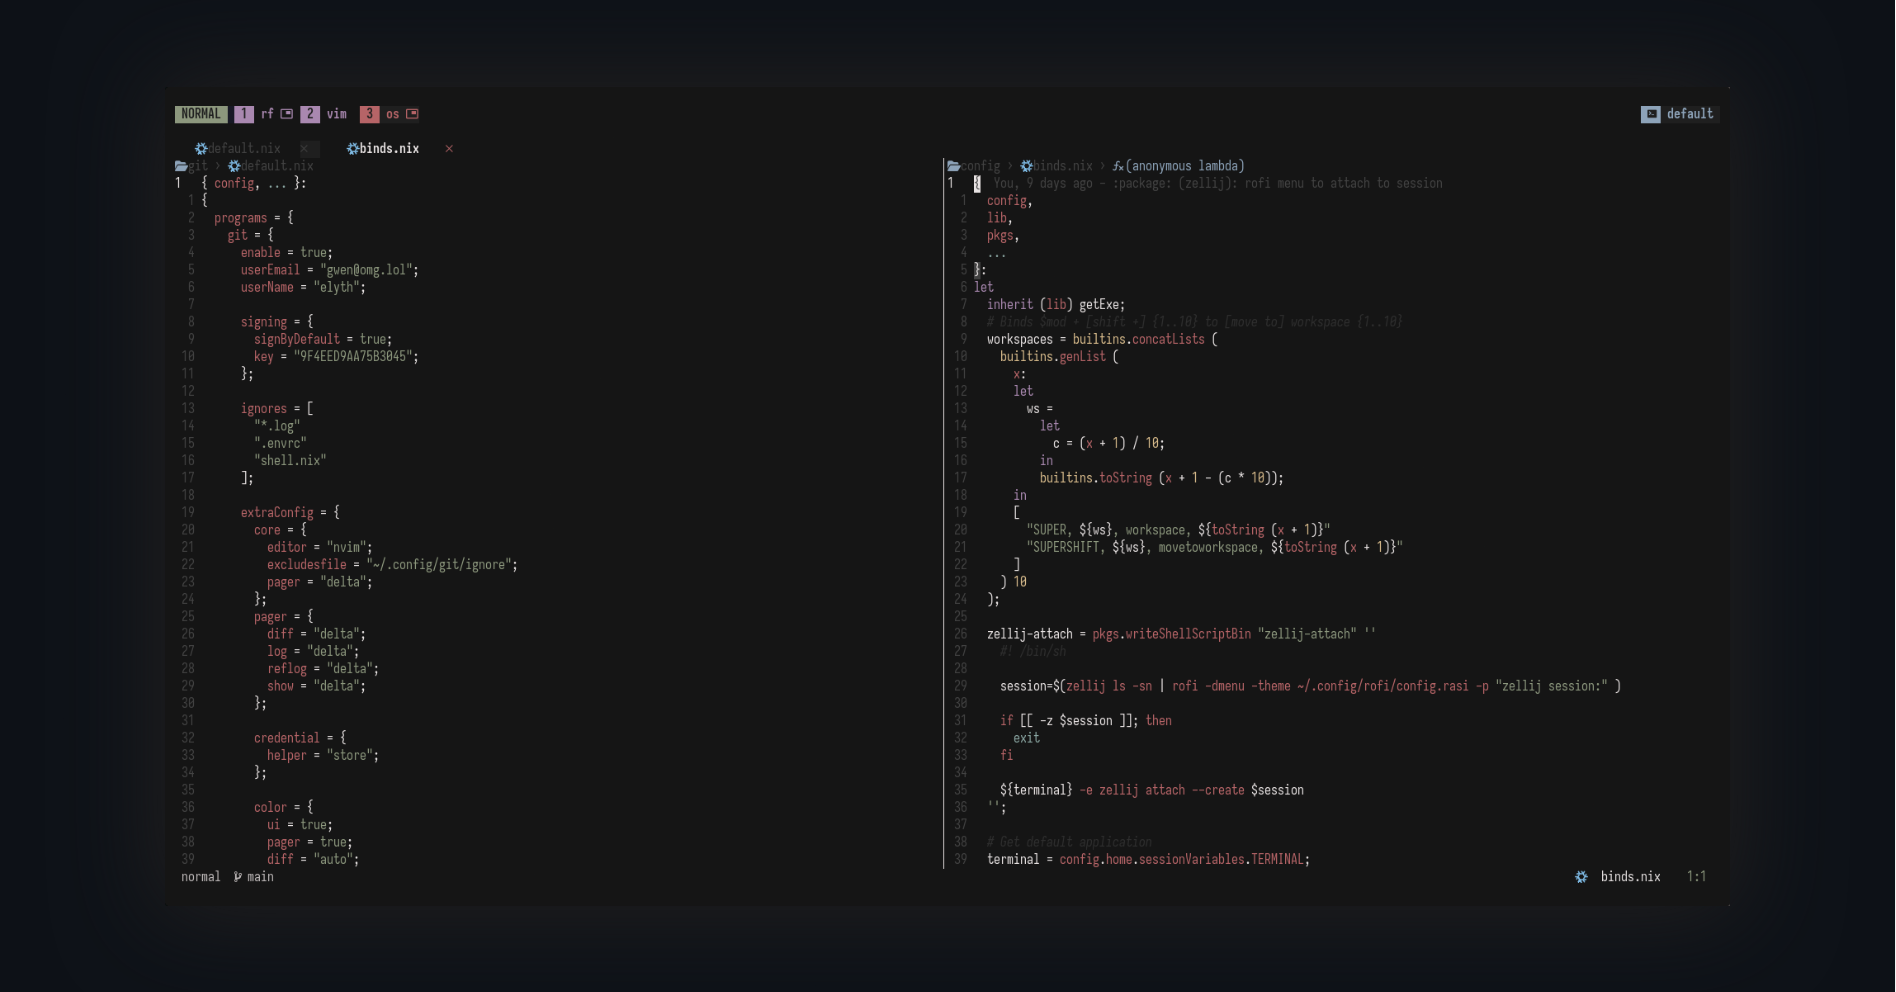 NORMAL 1 rf 2 vim 3 os default
default.nix × binds.nix ×
git › default.nix
1 { config, ... }:
1 {
2 programs = {
3 git = {
4 enable = true;
5 userEmail = "gwen@omg.lol";
6 userName = "elyth";
7
8 signing = {
9 signByDefault = true;
10 key = "9F4EED9AA75B3045";
11 };
12
13 ignores = [
14 "*.log"
15 ".envrc"
16 "shell.nix"
17 ];
18
19 extraConfig = {
20 core = {
21 editor = "nvim";
22 excludesfile = "~/.config/git/ignore";
23 pager = "delta";
24 };
25 pager = {
26 diff = "delta";
27 log = "delta";
28 reflog = "delta";
29 show = "delta";
30 };
31
32 credential = {
33 helper = "store";
34 };
35
36 color = {
37 ui = true;
38 pager = true;
39 diff = "auto";
config › binds.nix › (anonymous lambda)
1 { You, 9 days ago - :package: (zellij): rofi menu to attach to session
1 config,
2 lib,
3 pkgs,
4 ...
5 }:
6 let
7 inherit (lib) getExe;
8 # Binds $mod + [shift +] {1..10} to [move to] workspace {1..10}
9 workspaces = builtins.concatLists (
10 builtins.genList (
11 x:
12 let
13 ws =
14 let
15 c = (x + 1) / 10;
16 in
17 builtins.toString (x + 1 - (c * 10));
18 in
19 [
20 "SUPER, ${ws}, workspace, ${toString (x + 1)}"
21 "SUPERSHIFT, ${ws}, movetoworkspace, ${toString (x + 1)}"
22 ]
23 ) 10
24 );
25
26 zellij-attach = pkgs.writeShellScriptBin "zellij-attach" ''
27 #! /bin/sh
28
29 session=$(zellij ls -sn | rofi -dmenu -theme ~/.config/rofi/config.rasi -p "zellij session:" )
30
31 if [[ -z $session ]]; then
32 exit
33 fi
34
35 ${terminal} -e zellij attach --create $session
36 '';
37
38 # Get default application
39 terminal = config.home.sessionVariables.TERMINAL;
normal main binds.nix 1:1